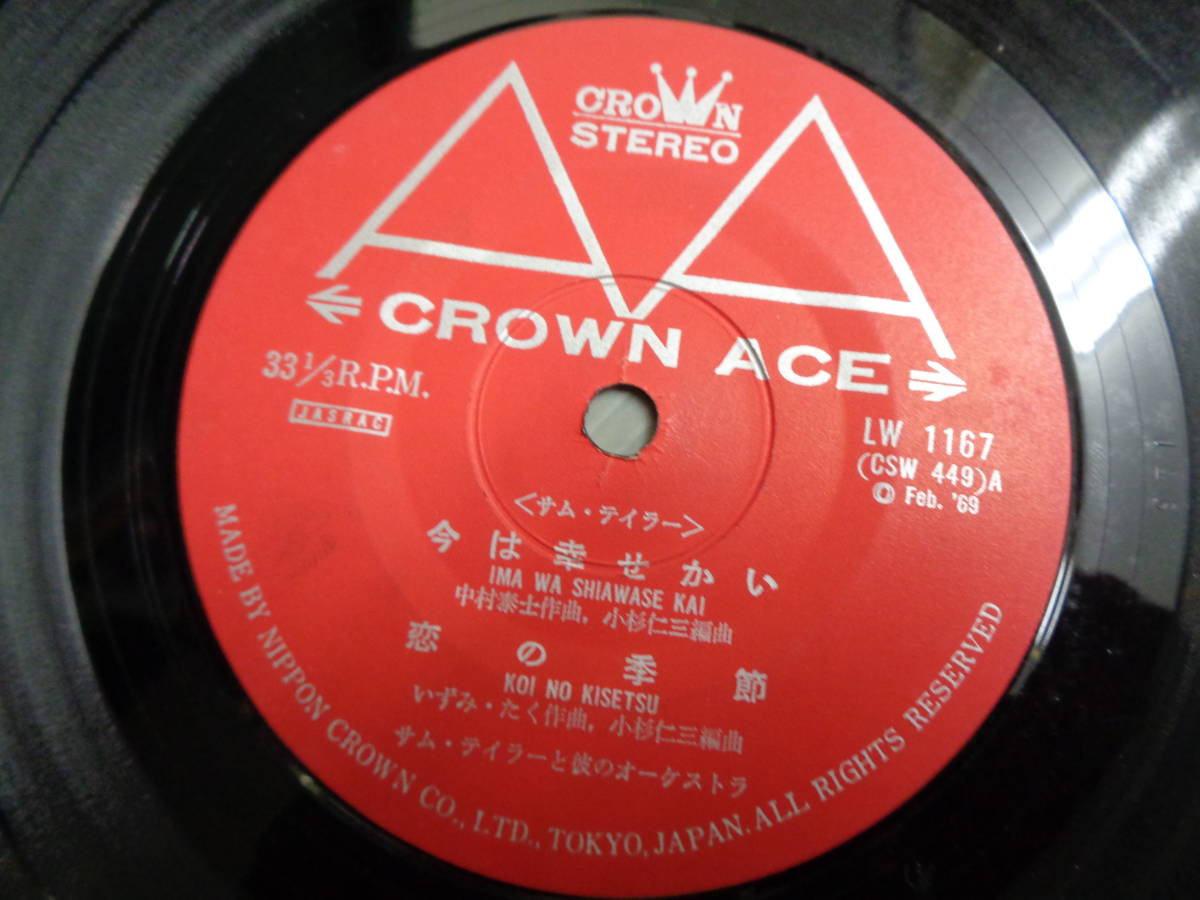 CROWN
STEREO
CROWN ACE
33 1/3 R.P.M.
JASRAC
LW 1167
(CSW 449)A
Ⓒ Feb. '69
<サム・テイラー>
今は幸せかい
IMA WA SHIAWASE KAI
中村泰士作曲, 小杉仁三編曲
恋の季節
KOI NO KISETSU
いずみ・たく作曲, 小杉仁三編曲
サム・テイラーと彼のオーケストラ
MADE BY NIPPON CROWN CO., LTD., TOKYO, JAPAN. ALL RIGHTS RESERVED